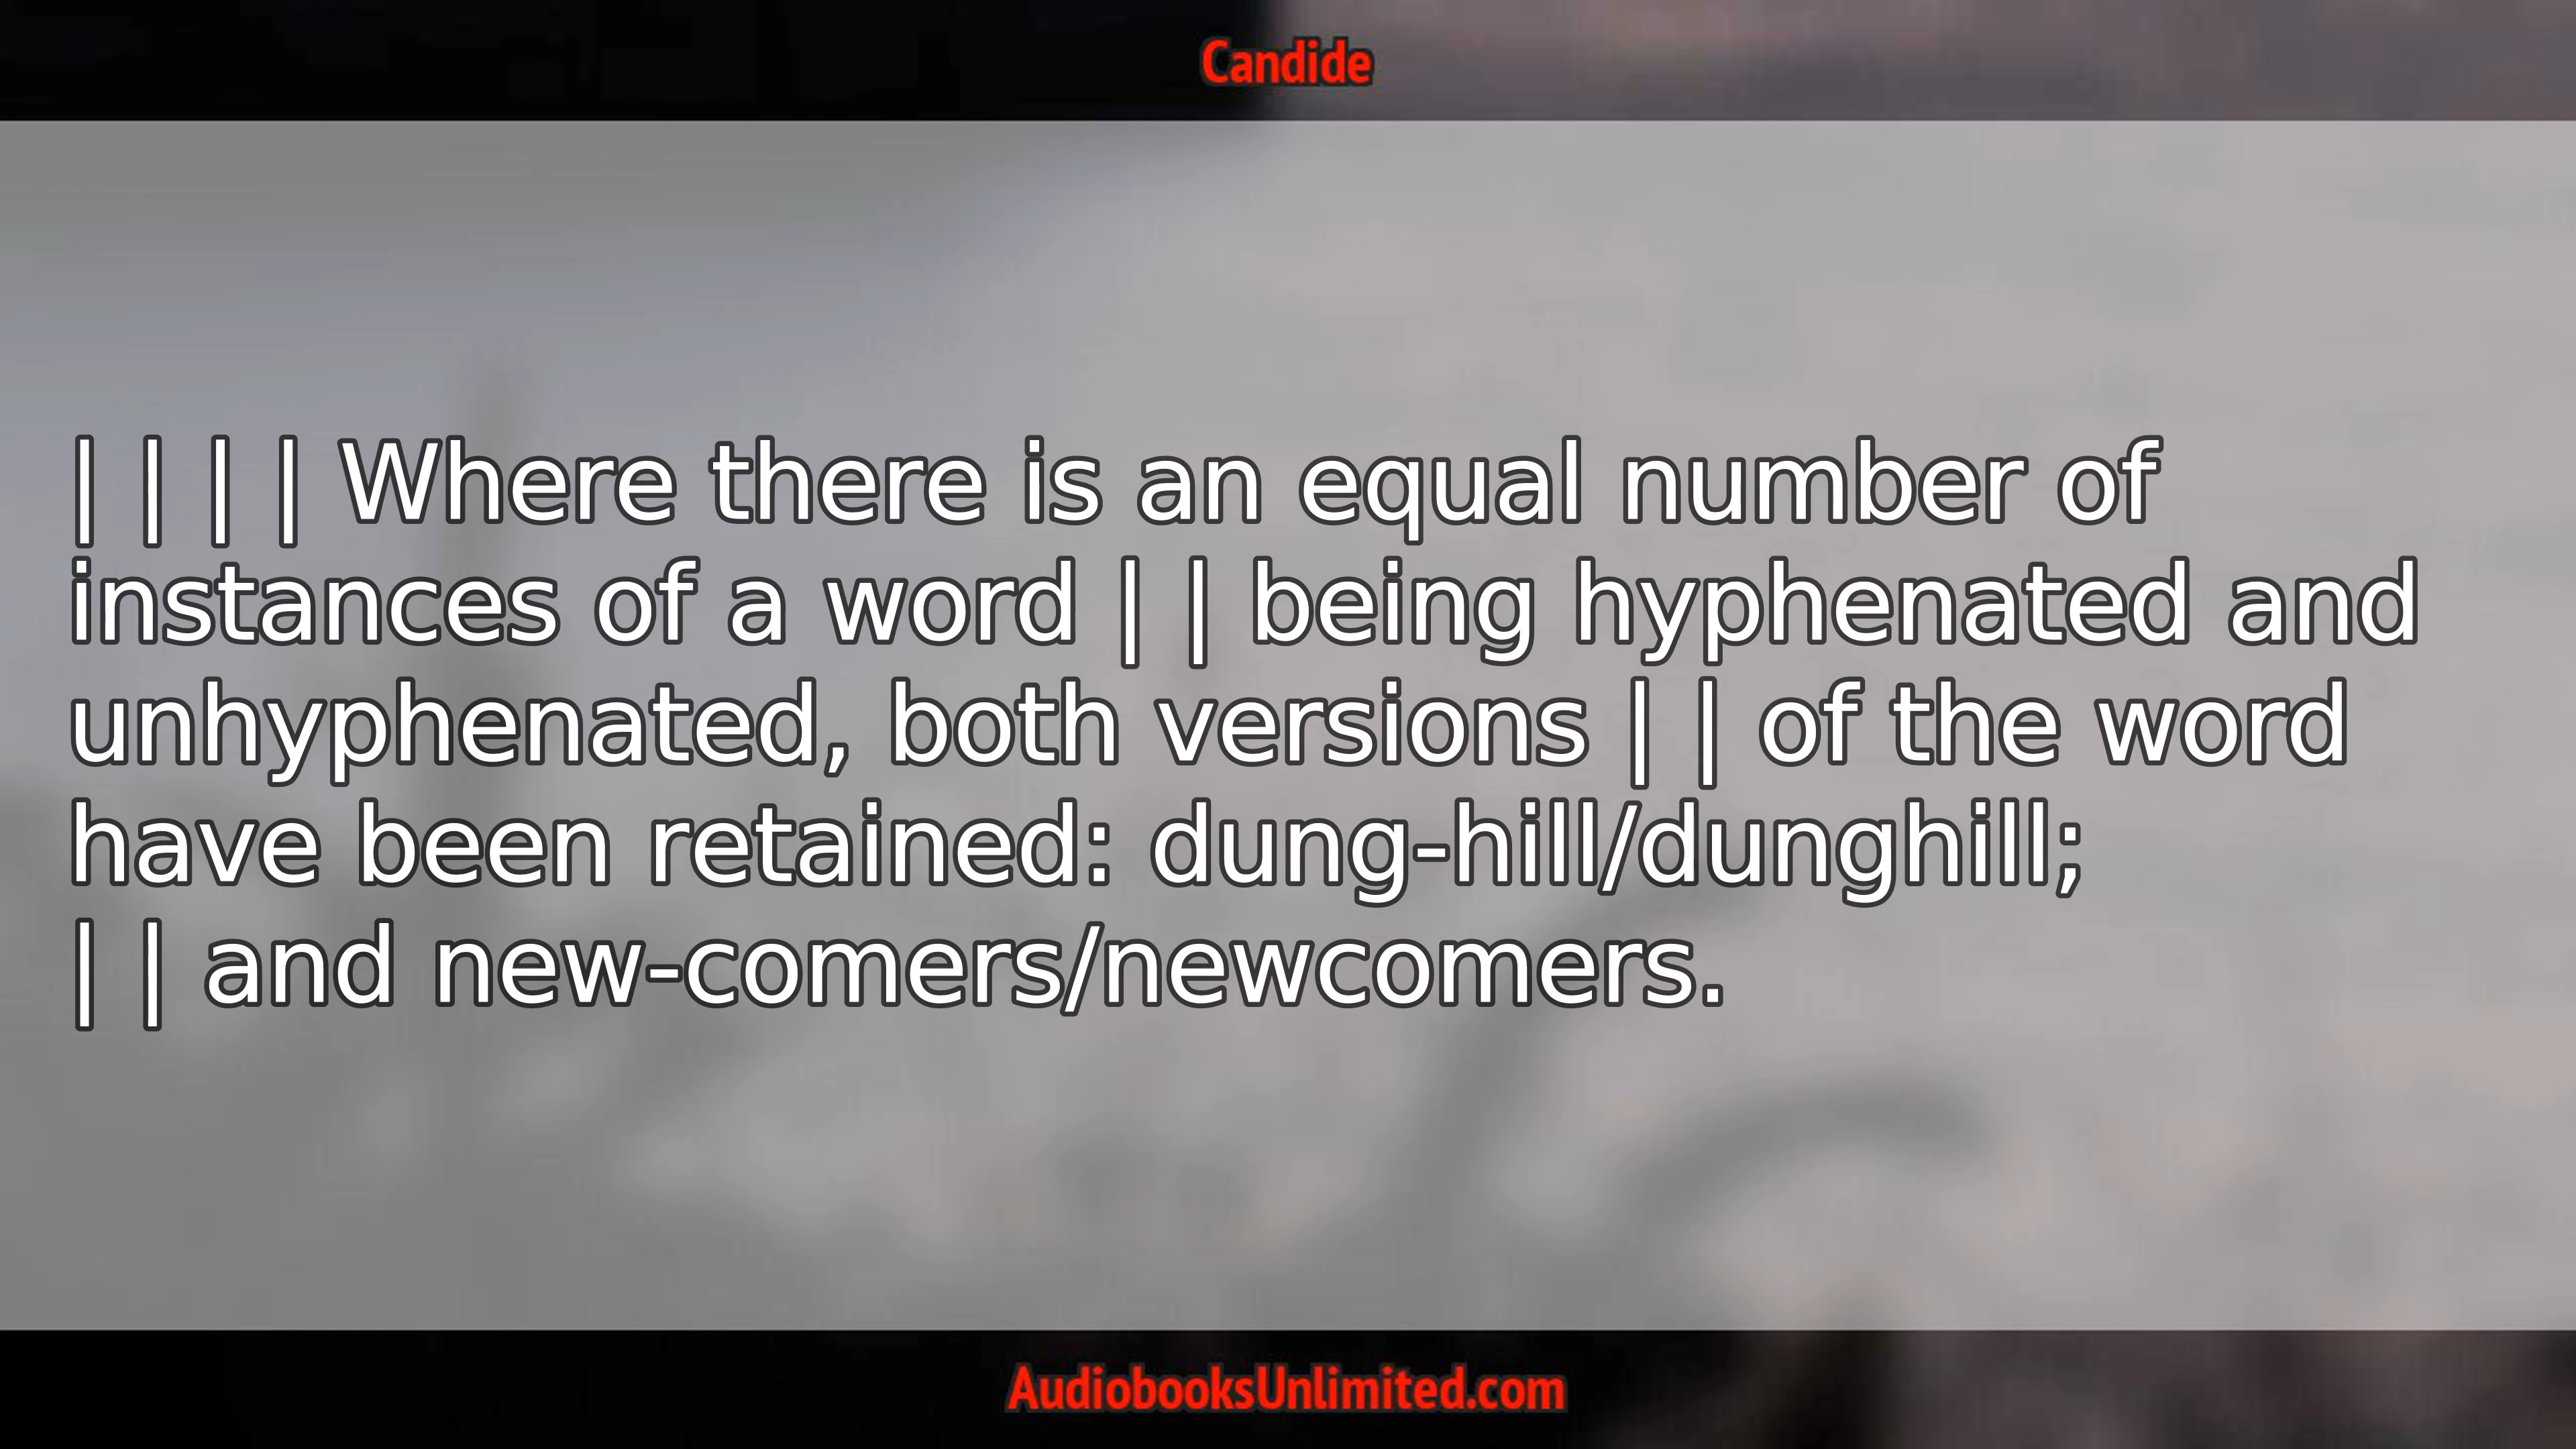 Candide
| | | | Where there is an equal number of
instances of a word | | being hyphenated and
unhyphenated, both versions | | of the word
have been retained: dung-hill/dunghill;
| | and new-comers/newcomers.
AudiobooksUnlimited.com